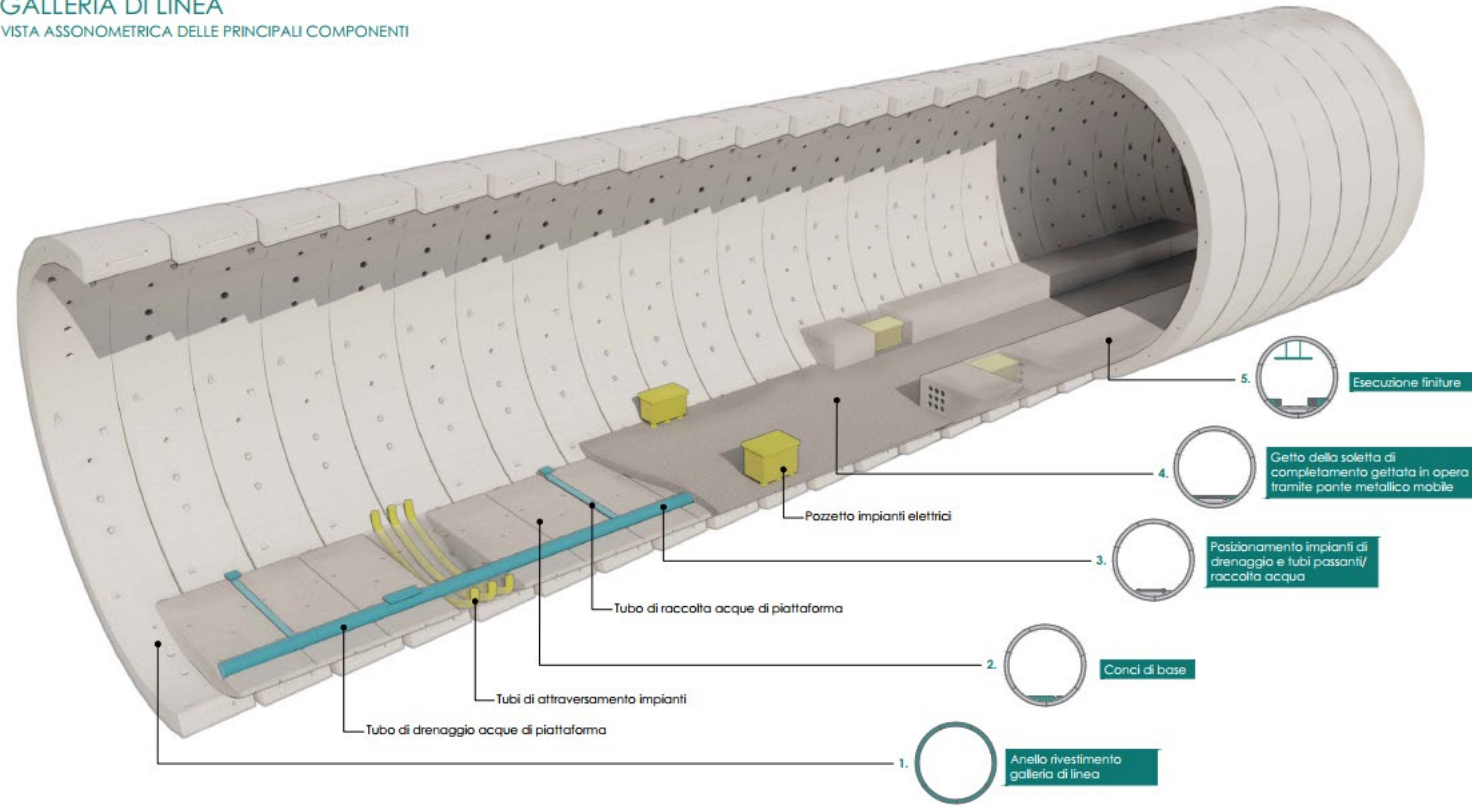 GALLERIA DI LINEA
VISTA ASSONOMETRICA DELLE PRINCIPALI COMPONENTI
5.
Esecuzione finiture
4.
Getto della soletta di
completamento gettata in opera
tramite ponte metallico mobile
Pozzetto impianti elettrici
3.
Posizionamento impianti di
drenaggio e tubi passanti/
raccolta acqua
Tubo di raccolta acque di piattaforma
2.
Conci di base
Tubi di attraversamento impianti
Tubo di drenaggio acque di piattaforma
1.
Anello rivestimento
galleria di linea